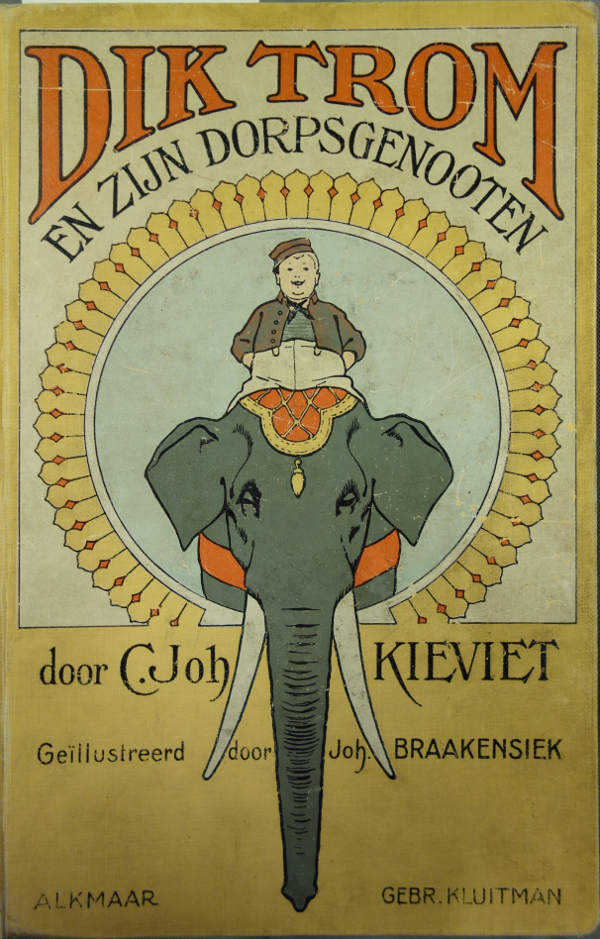 DIK TROM
EN ZIJN DORPSGENOOTEN
door C. Joh KIEVIET
Geïllustreerd door Joh. BRAAKENSIEK
ALKMAAR GEBR. KLUITMAN